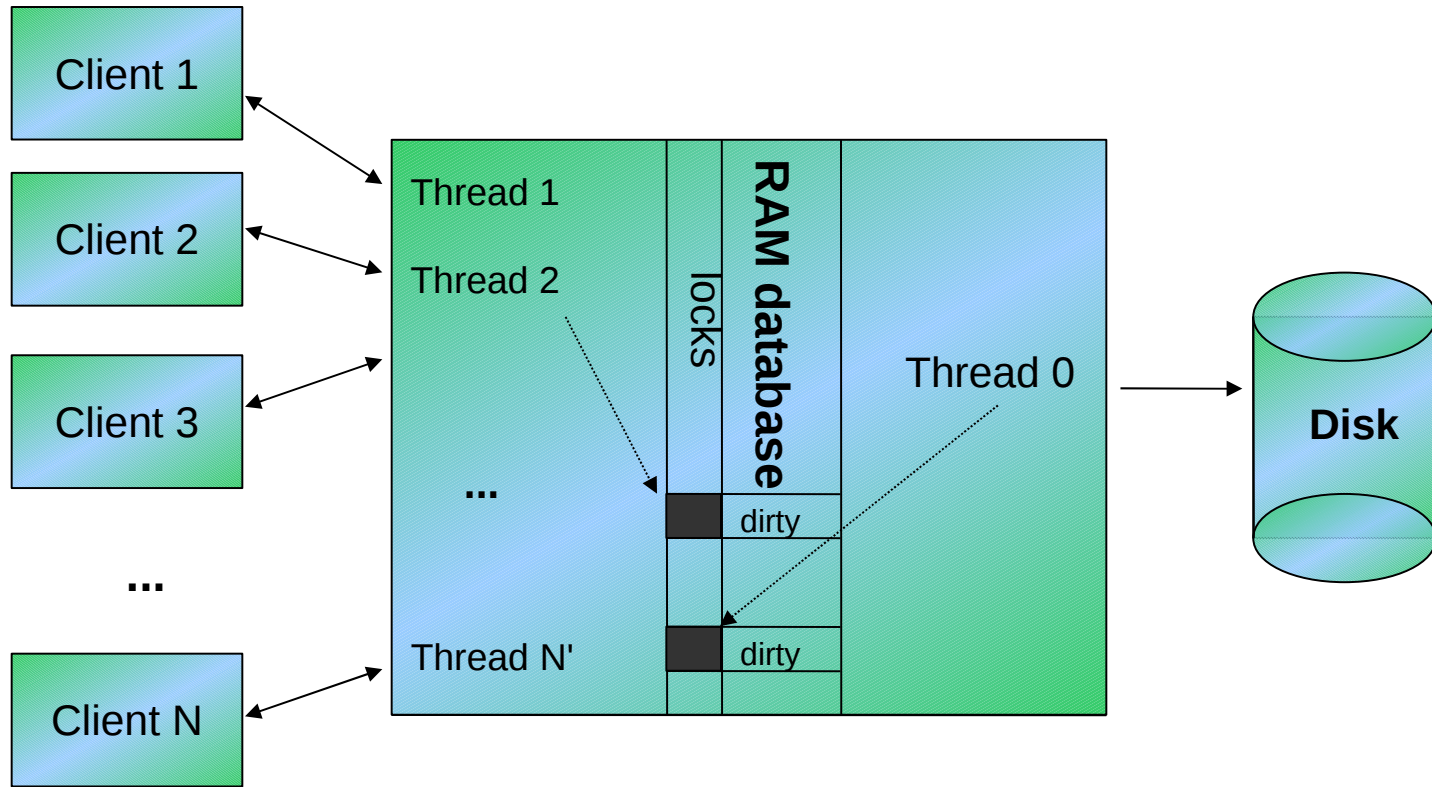 Client 1
Client 2
Client 3
...
Client N
Thread 1
Thread 2
...
Thread N'
locks
RAM database
dirty
dirty
Thread 0
Disk